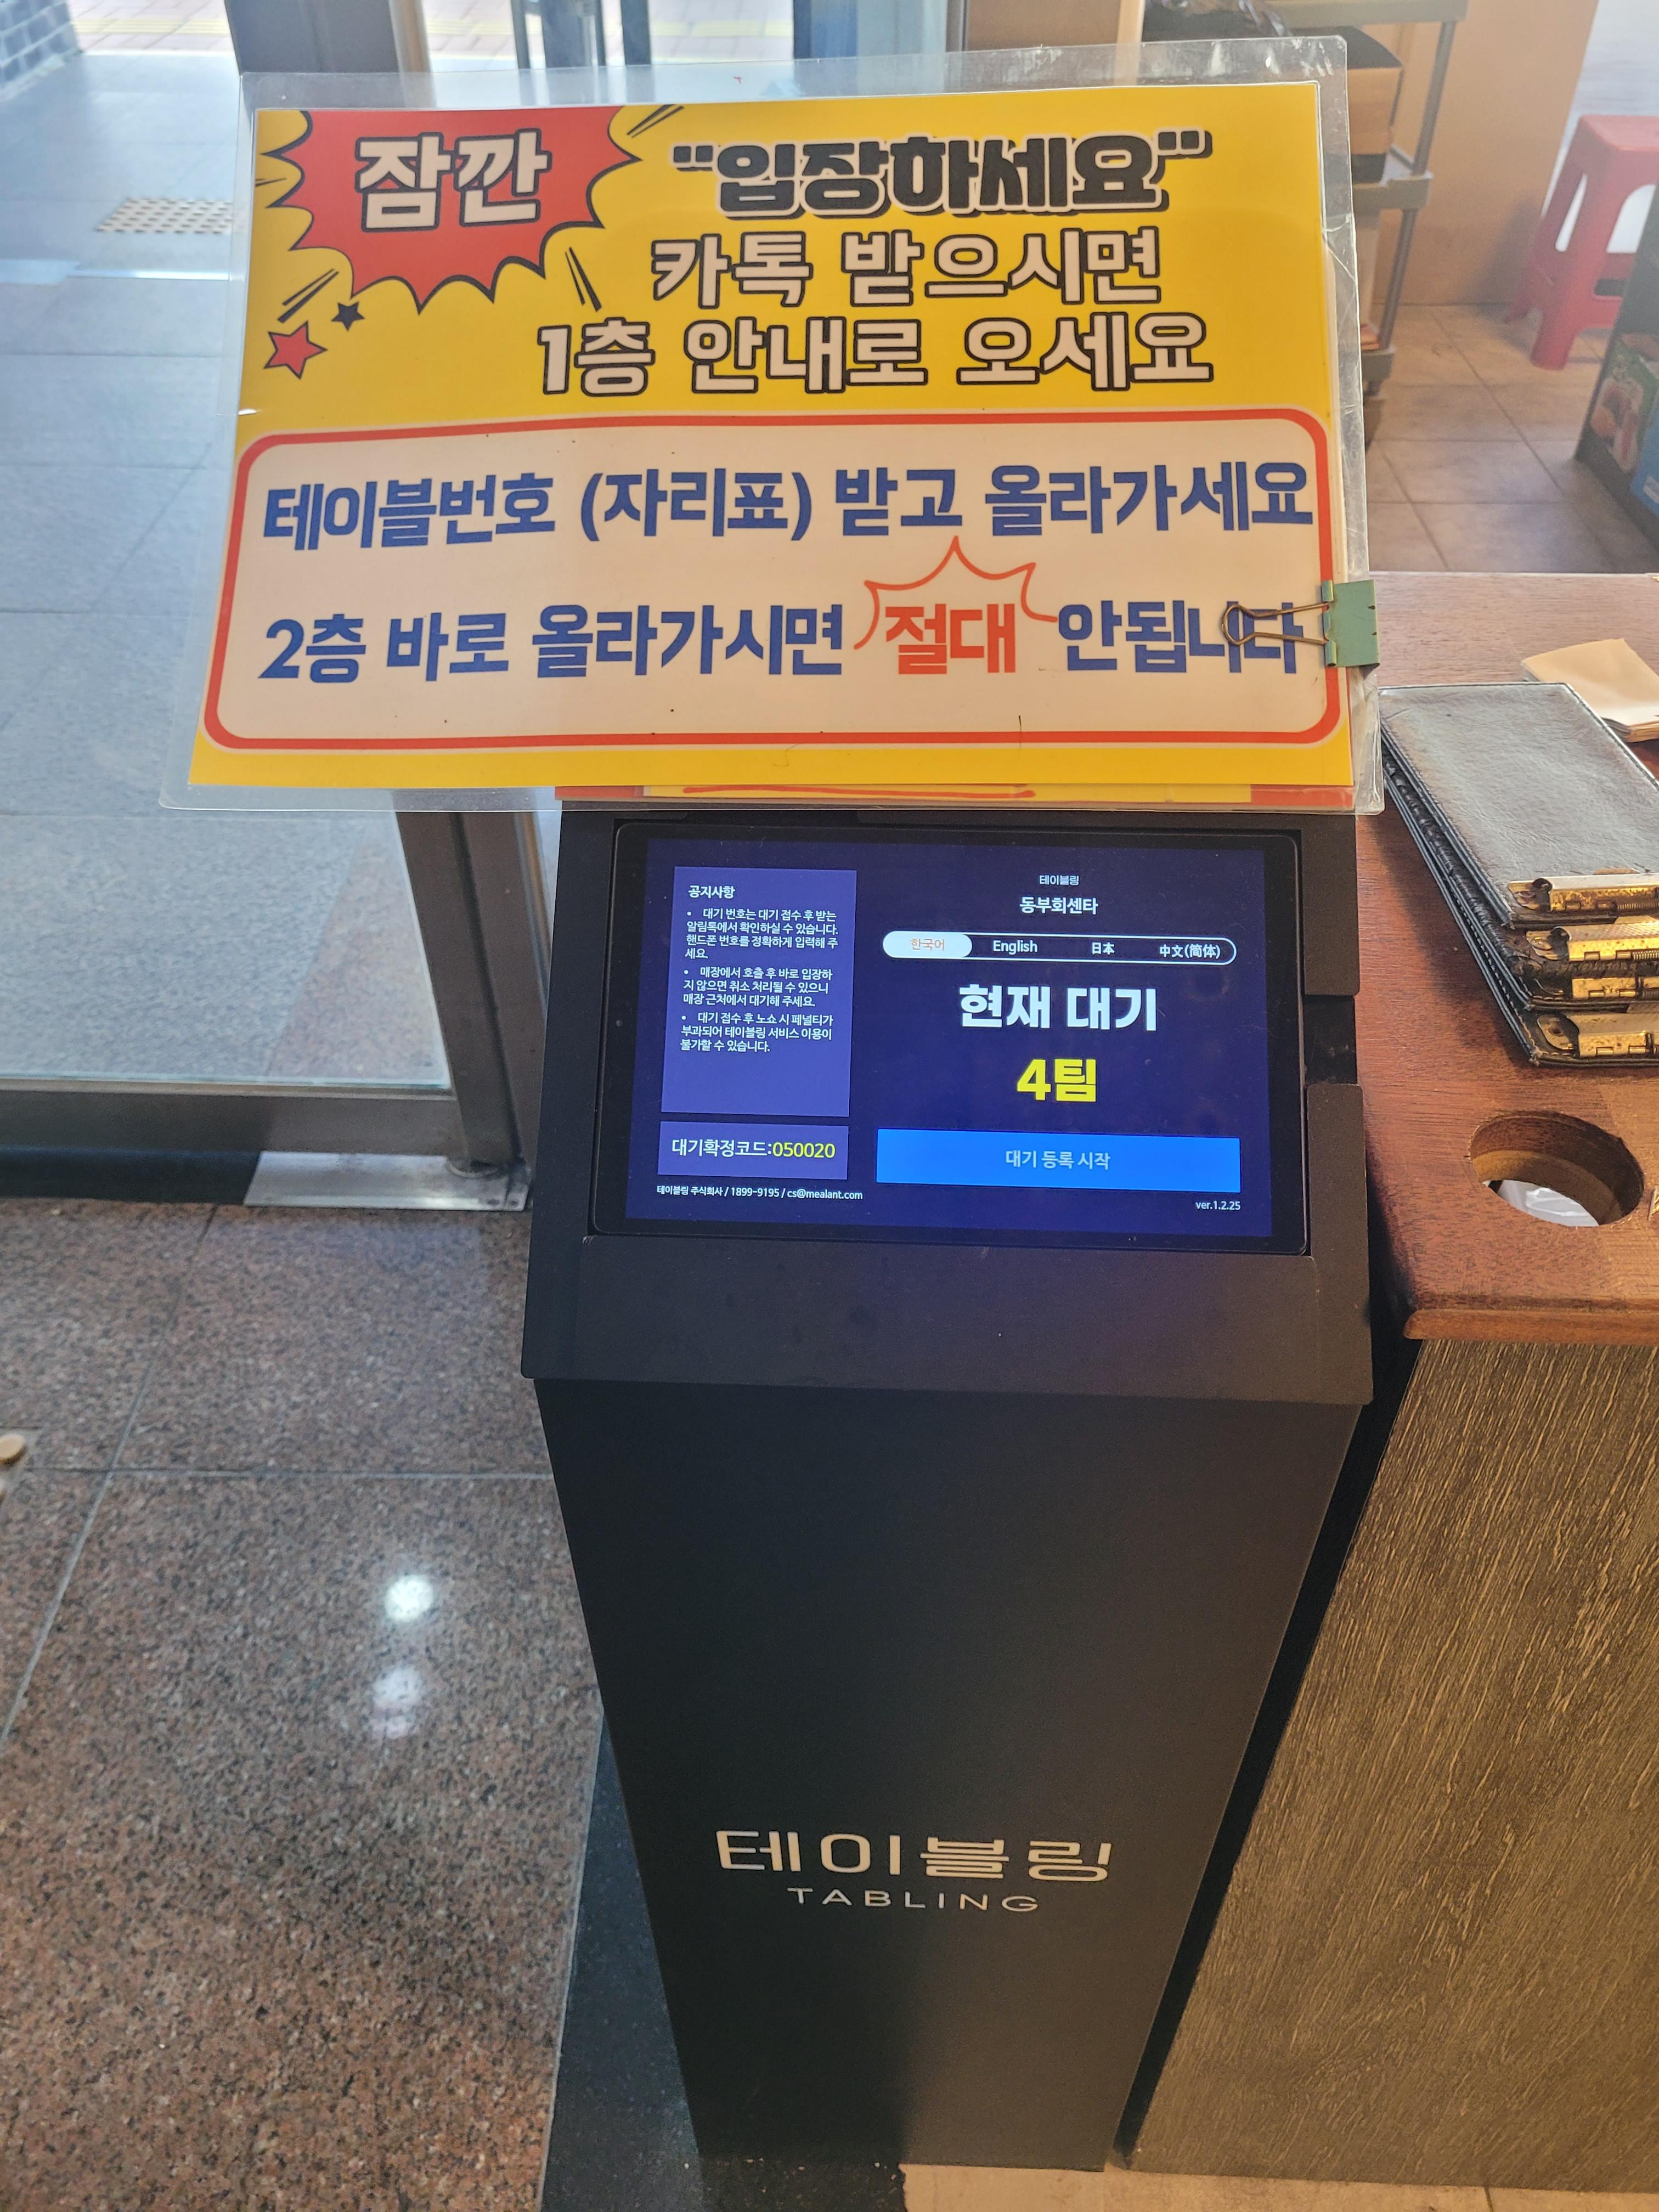 잠깐
"입장하세요"
카톡 받으시면
1층 안내로 오세요
테이블번호 (자리표) 받고 올라가세요
2층 바로 올라가시면 절대 안됩니다
공지사항
• 대기 번호는 대기 접수 후 받는
알림톡에서 확인하실 수 있습니다.
핸드폰 번호를 정확하게 입력해 주
세요.
• 매장에서 호출 후 바로 입장하
지 않으면 취소 처리될 수 있으니
매장 근처에서 대기해 주세요.
• 대기 접수 후 노쇼 시 페널티가
부과되어 테이블링 서비스 이용이
불가할 수 있습니다.
대기확정코드:050020
테이블링 주식회사 / 1899-9195 / cs@mealant.com
테이블링
동부회센타
한국어 English 日本 中文(简体)
현재 대기
4팀
대기 등록 시작
ver.1.2.25
테이블링
TABLING